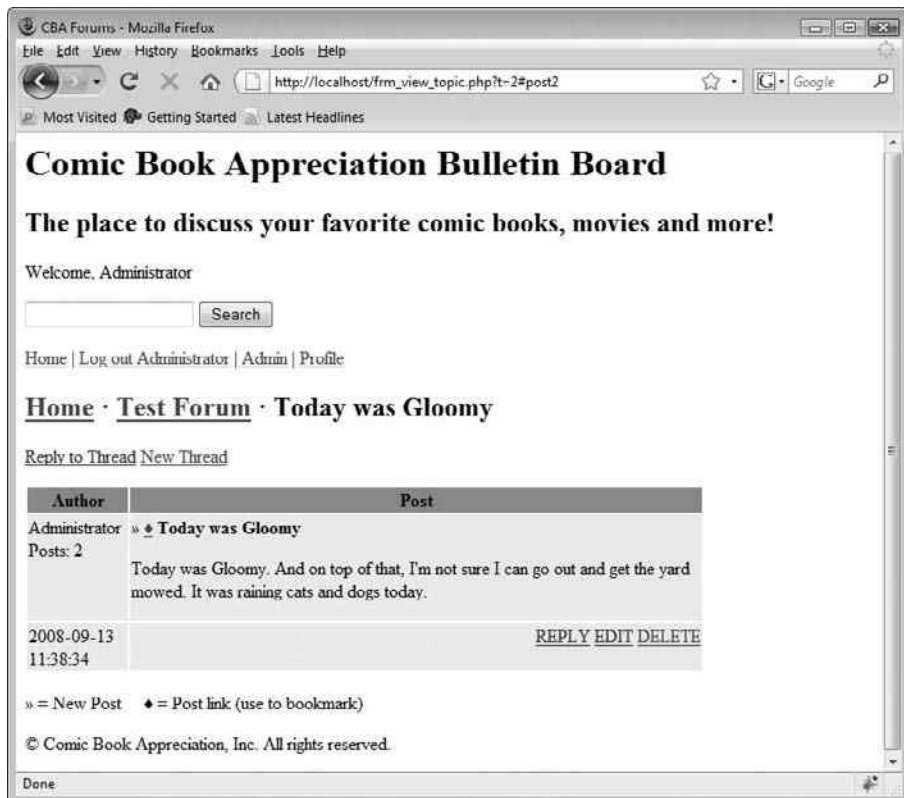 CBA Forums - Mozilla Firefox
File Edit View History Bookmarks Tools Help
http://localhost/frm_view_topic.php?t=2#post2
G Google
Most Visited Getting Started Latest Headlines
Comic Book Appreciation Bulletin Board
The place to discuss your favorite comic books, movies and more!
Welcome, Administrator
Search
Home | Log out Administrator | Admin | Profile
Home · Test Forum · Today was Gloomy
Reply to Thread New Thread
Author Post
Administrator » ♦ Today was Gloomy
Posts: 2
Today was Gloomy. And on top of that, I'm not sure I can go out and get the yard
mowed. It was raining cats and dogs today.
2008-09-13 REPLY EDIT DELETE
11:38:34
» = New Post ♦ = Post link (use to bookmark)
© Comic Book Appreciation, Inc. All rights reserved.
Done